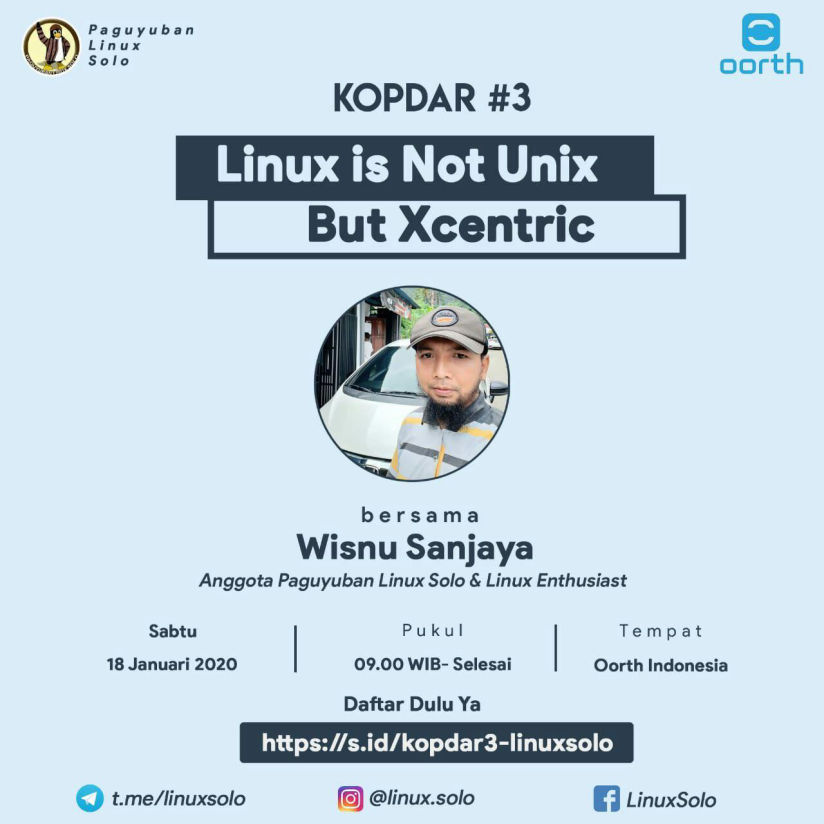 Paguyuban
Linux
Solo
oorth
KOPDAR #3
Linux is Not Unix
But Xcentric
bersama
Wisnu Sanjaya
Anggota Paguyuban Linux Solo & Linux Enthusiast
Sabtu
18 Januari 2020
Pukul
09.00 WIB- Selesai
Tempat
Oorth Indonesia
Daftar Dulu Ya
https://s.id/kopdar3-linuxsolo
t.me/linuxsolo
@linux.solo
LinuxSolo